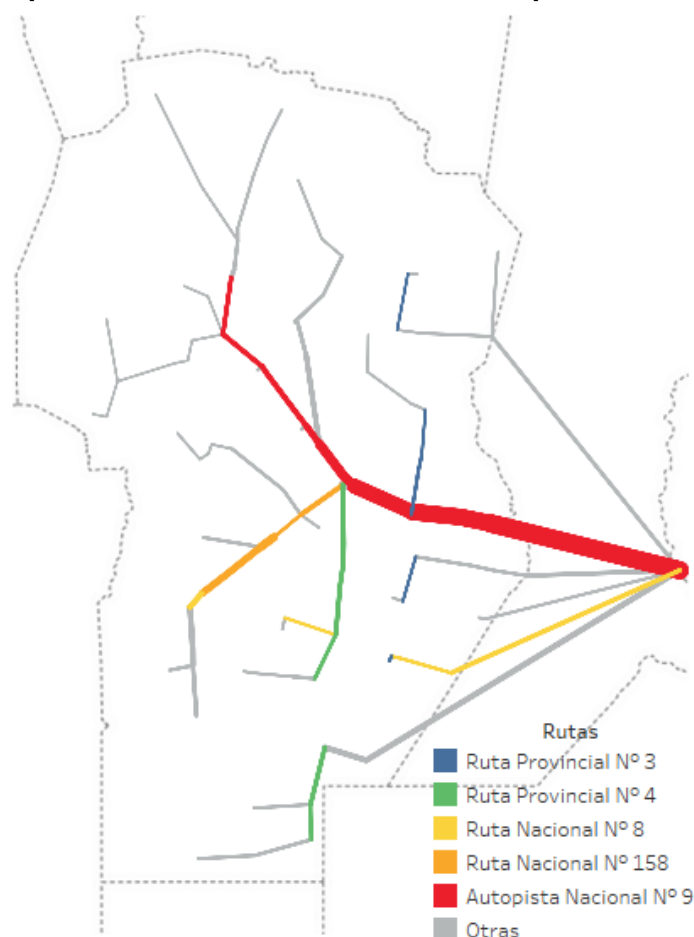 Rutas
Ruta Provincial Nº 3
Ruta Provincial Nº 4
Ruta Nacional Nº 8
Ruta Nacional Nº 158
Autopista Nacional Nº 9
Otras